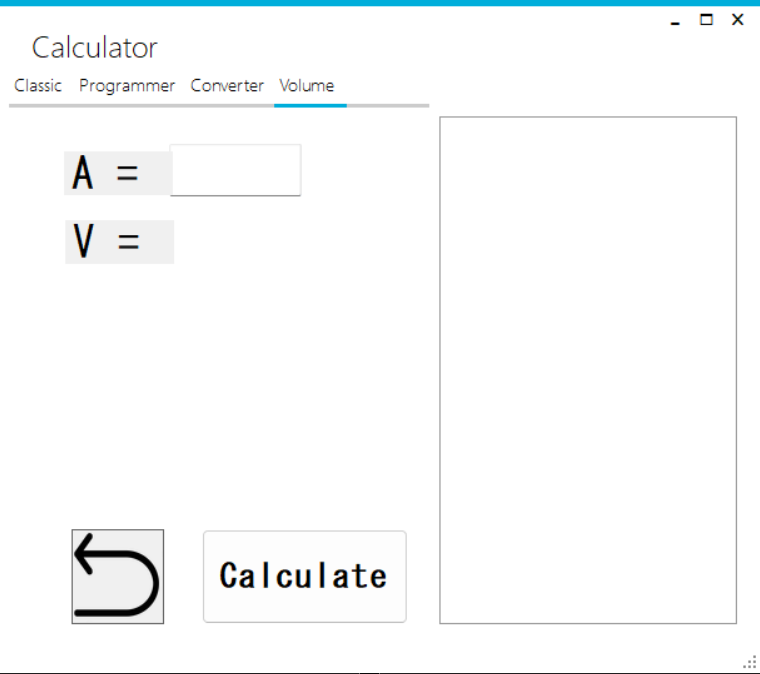 Calculator
Classic Programmer Converter Volume
A =
V =
Calculate